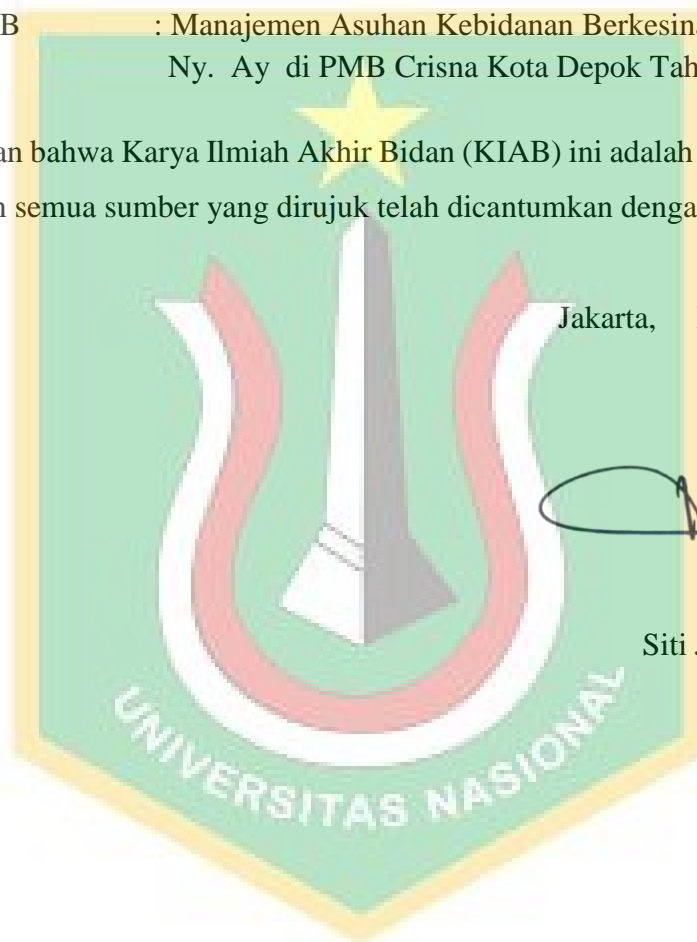 B : Manajemen Asuhan Kebidanan Berkesina
Ny. Ay di PMB Crisna Kota Depok Tah
an bahwa Karya Ilmiah Akhir Bidan (KIAB) ini adalah
semua sumber yang dirujuk telah dicantumkan denga
Jakarta,
Siti
UNIVERSITAS NASIONAL